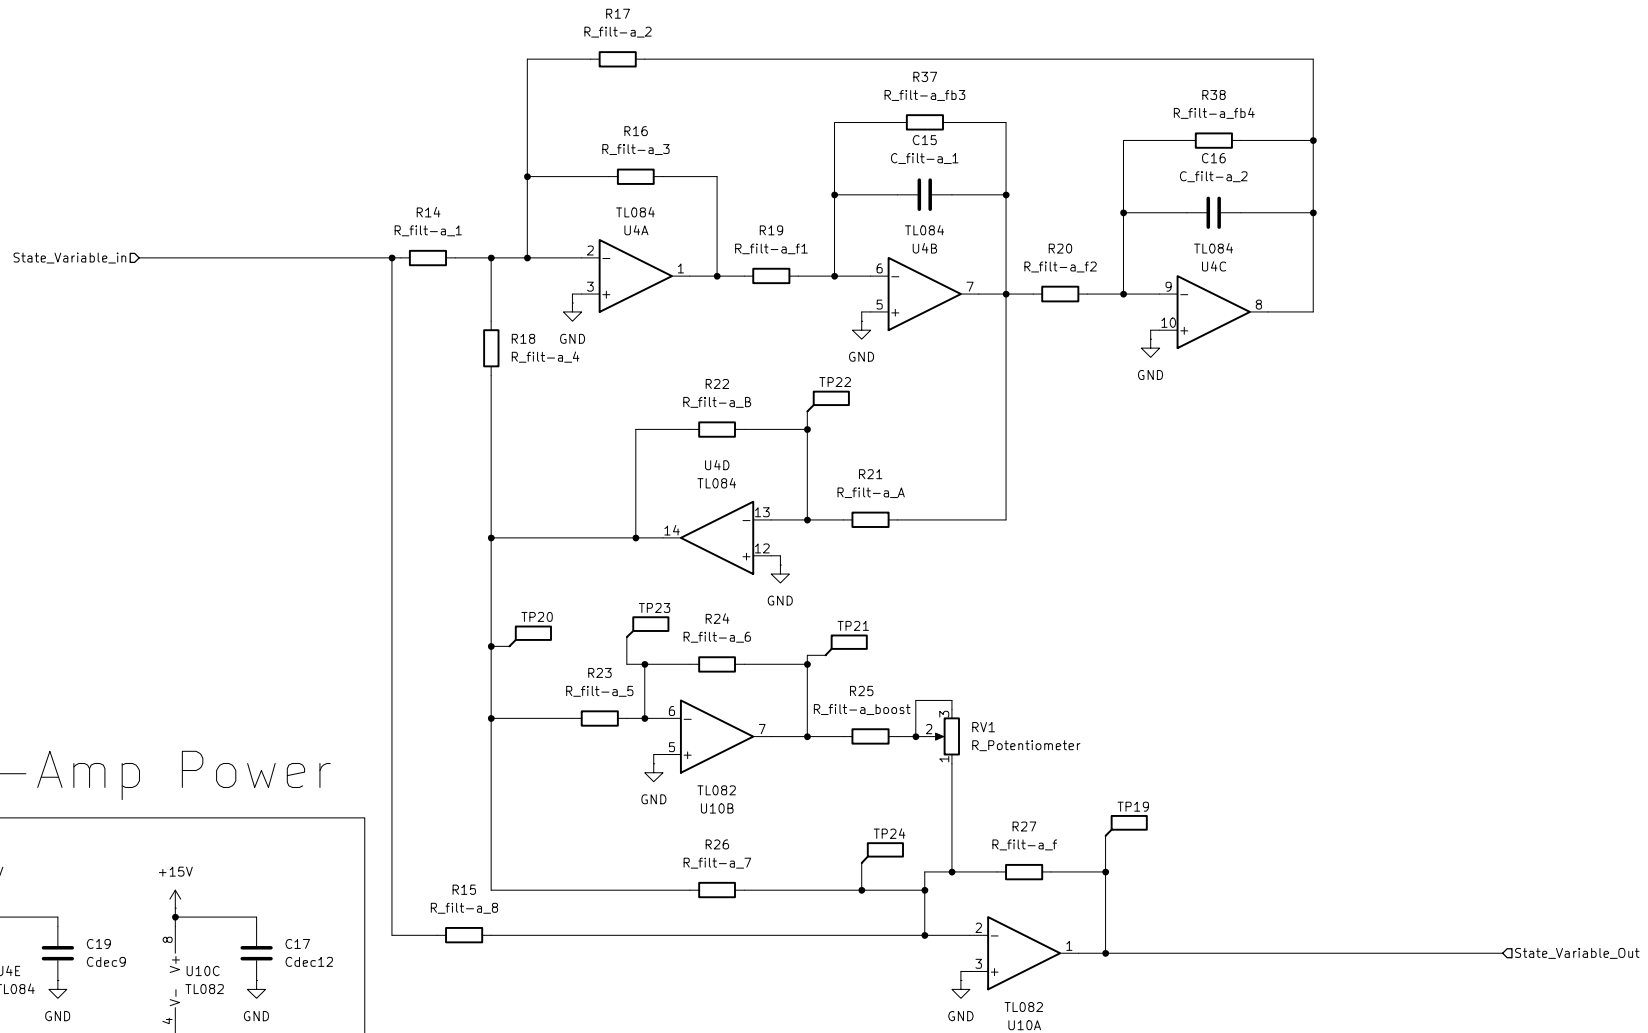 R17
R_filt-a_2
R37
R_filt-a_fb3
R38
R_filt-a_fb4
R16
R_filt-a_3
C15
C_filt-a_1
C16
C_filt-a_2
R14
R_filt-a_1
TL084
U4A
R19
R_filt-a_f1
TL084
U4B
R20
R_filt-a_f2
TL084
U4C
State_Variable_in
2
-
1
3
+
GND
6
-
7
5
+
GND
9
-
8
10
+
GND
R18
R_filt-a_4
R22
R_filt-a_B
TP22
U4D
TL084
R21
R_filt-a_A
13
-
14
12
+
GND
TP20
TP23
R24
R_filt-a_6
TP21
R23
R_filt-a_5
6
-
7
5
+
GND
TL082
U10B
R25
R_filt-a_boost
2
3
1
RV1
R_Potentiometer
-Amp Power
R26
R_filt-a_7
TP24
R27
R_filt-a_f
TP19
R15
R_filt-a_8
2
-
1
3
+
GND
TL082
U10A
State_Variable_Out
+15V
C19
Cdec9
GND
U4E
TL084
8
V+
V-
4
U10C
TL082
C17
Cdec12
GND